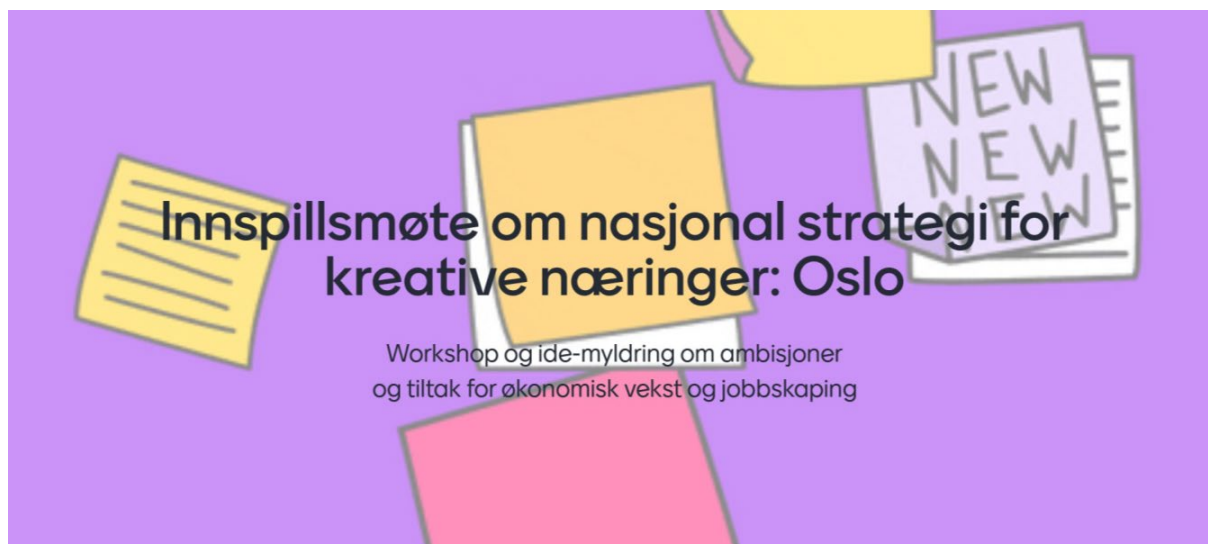 NEW
NEW
NEW
Innspillsmøte om nasjonal strategi for
kreative næringer: Oslo
Workshop og ide-myldring om ambisjoner
og tiltak for økonomisk vekst og jobbskaping